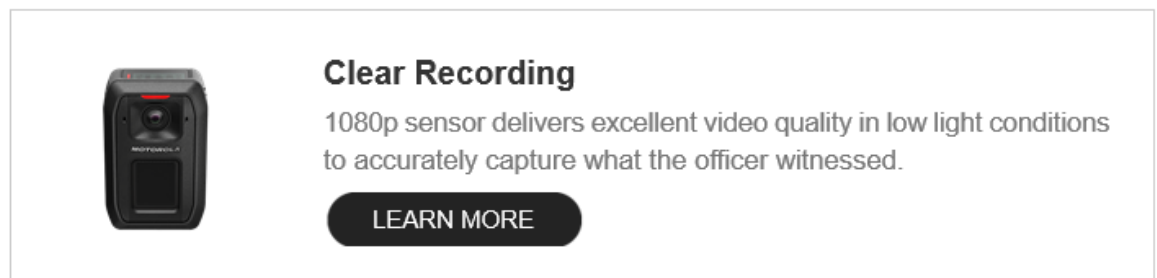 Clear Recording
1080p sensor delivers excellent video quality in low light conditions
to accurately capture what the officer witnessed.
MOTOROLA
LEARN MORE